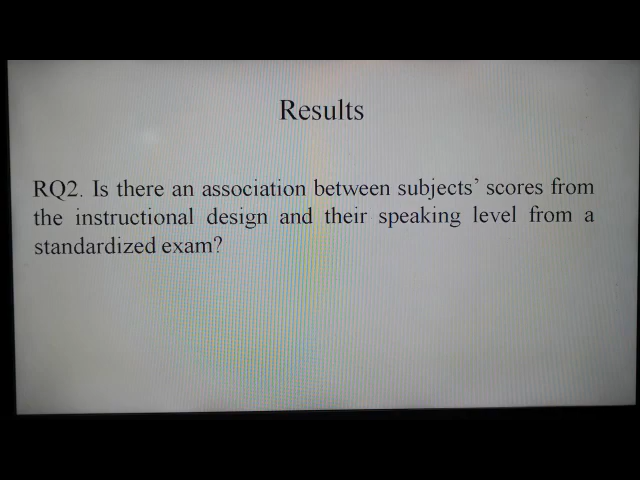 Results
RQ2. Is there an association between subjects’ scores from
the instructional design and their speaking level from a
standardized exam?